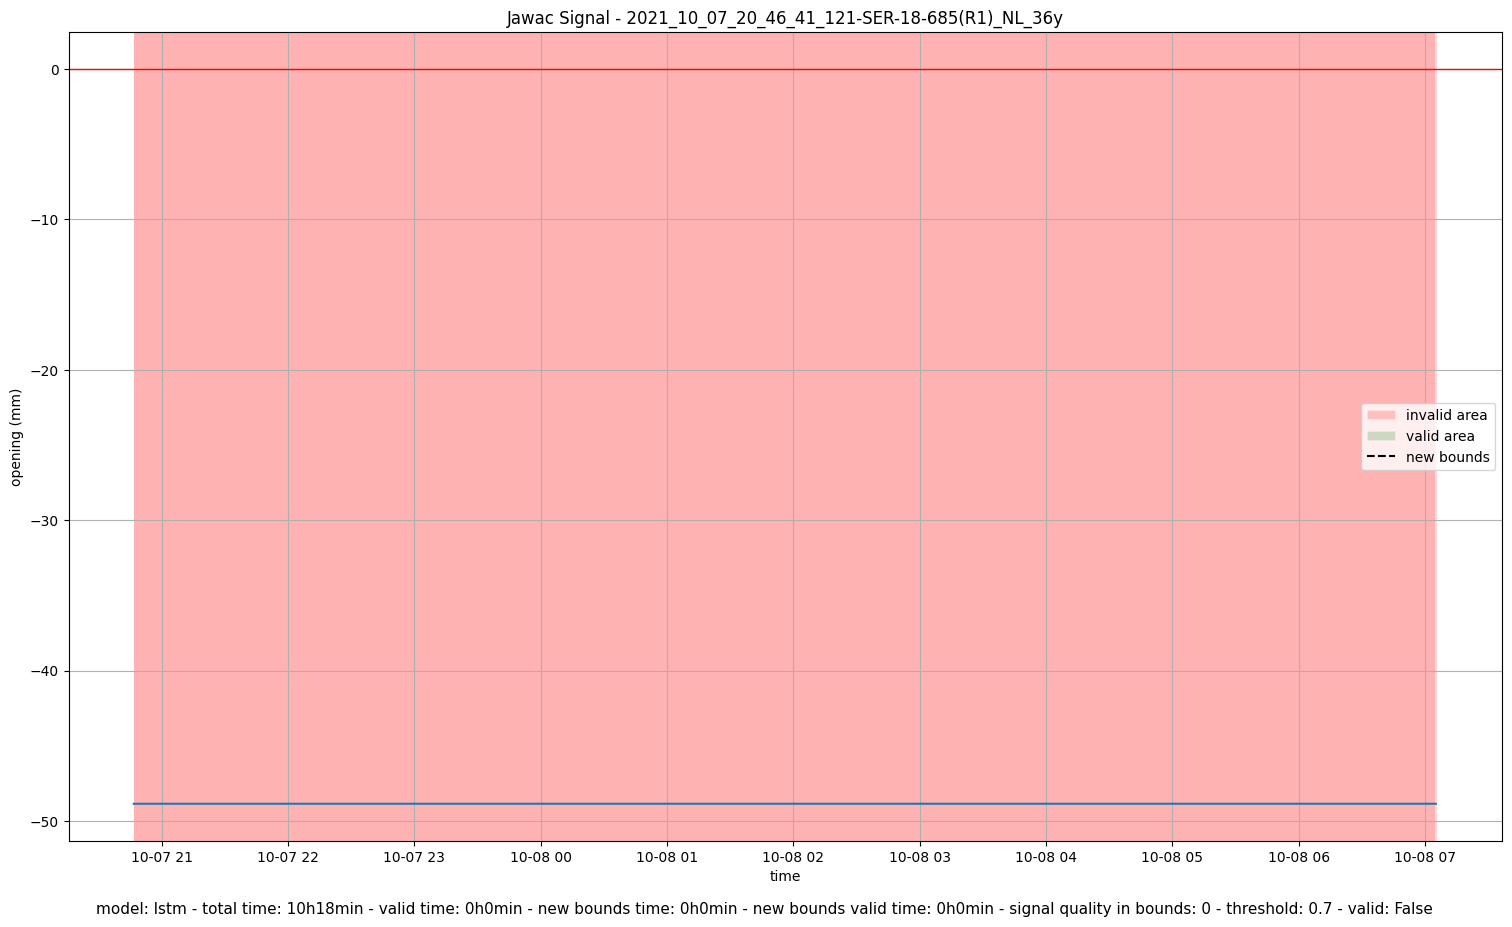 Jawac Signal - 2021_10_07_20_46_41_121-SER-18-685(R1)_NL_36y
0
−10
−20
−30
−40
−50
opening (mm)
invalid area
valid area
new bounds
10-07 21 10-07 22 10-07 23 10-08 00 10-08 01 10-08 02 10-08 03 10-08 04 10-08 05 10-08 06 10-08 07
time
model: lstm - total time: 10h18min - valid time: 0h0min - new bounds time: 0h0min - new bounds valid time: 0h0min - signal quality in bounds: 0 - threshold: 0.7 - valid: False